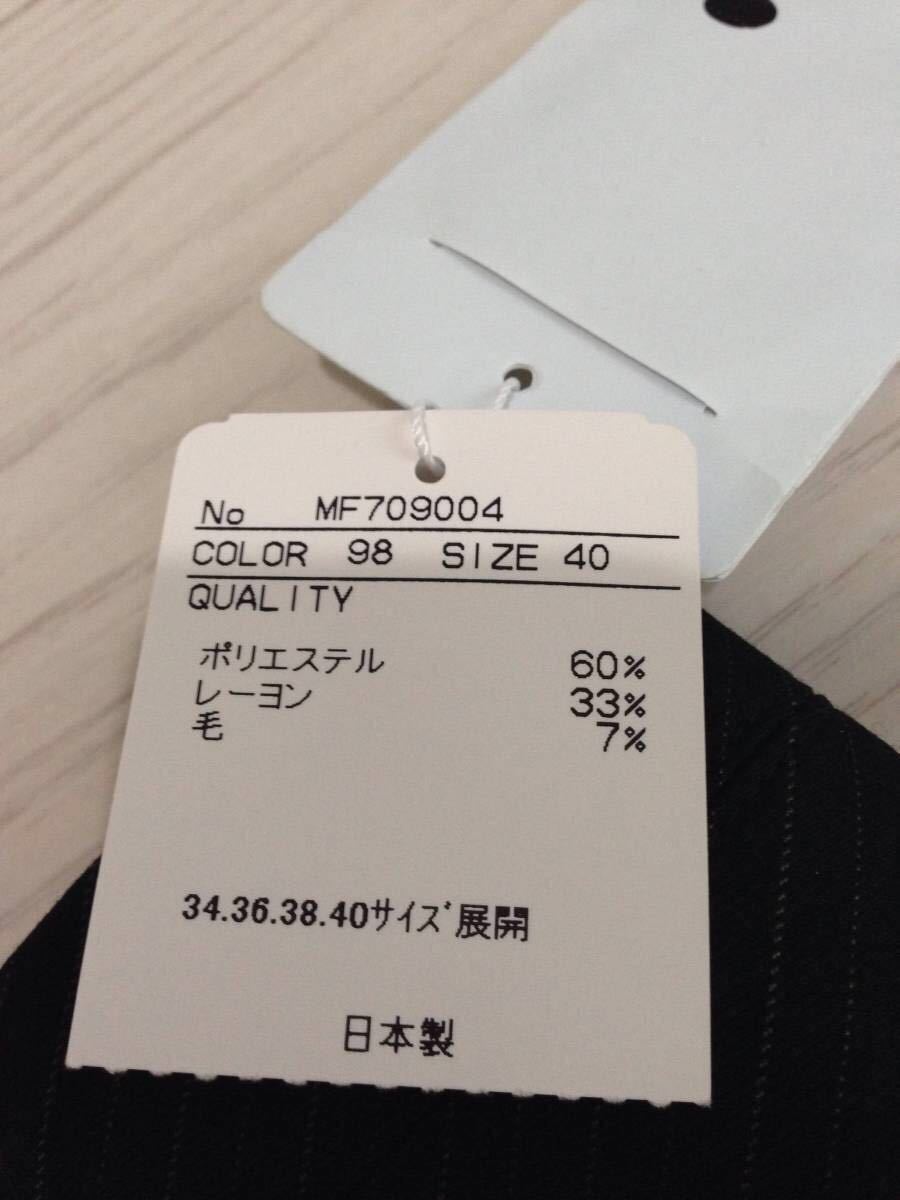 No MF709004
COLOR 98 SIZE 40
QUALITY
ポリエステル 60%
レーヨン 33%
毛 7%
34.36.38.40サイズ展開
日本製